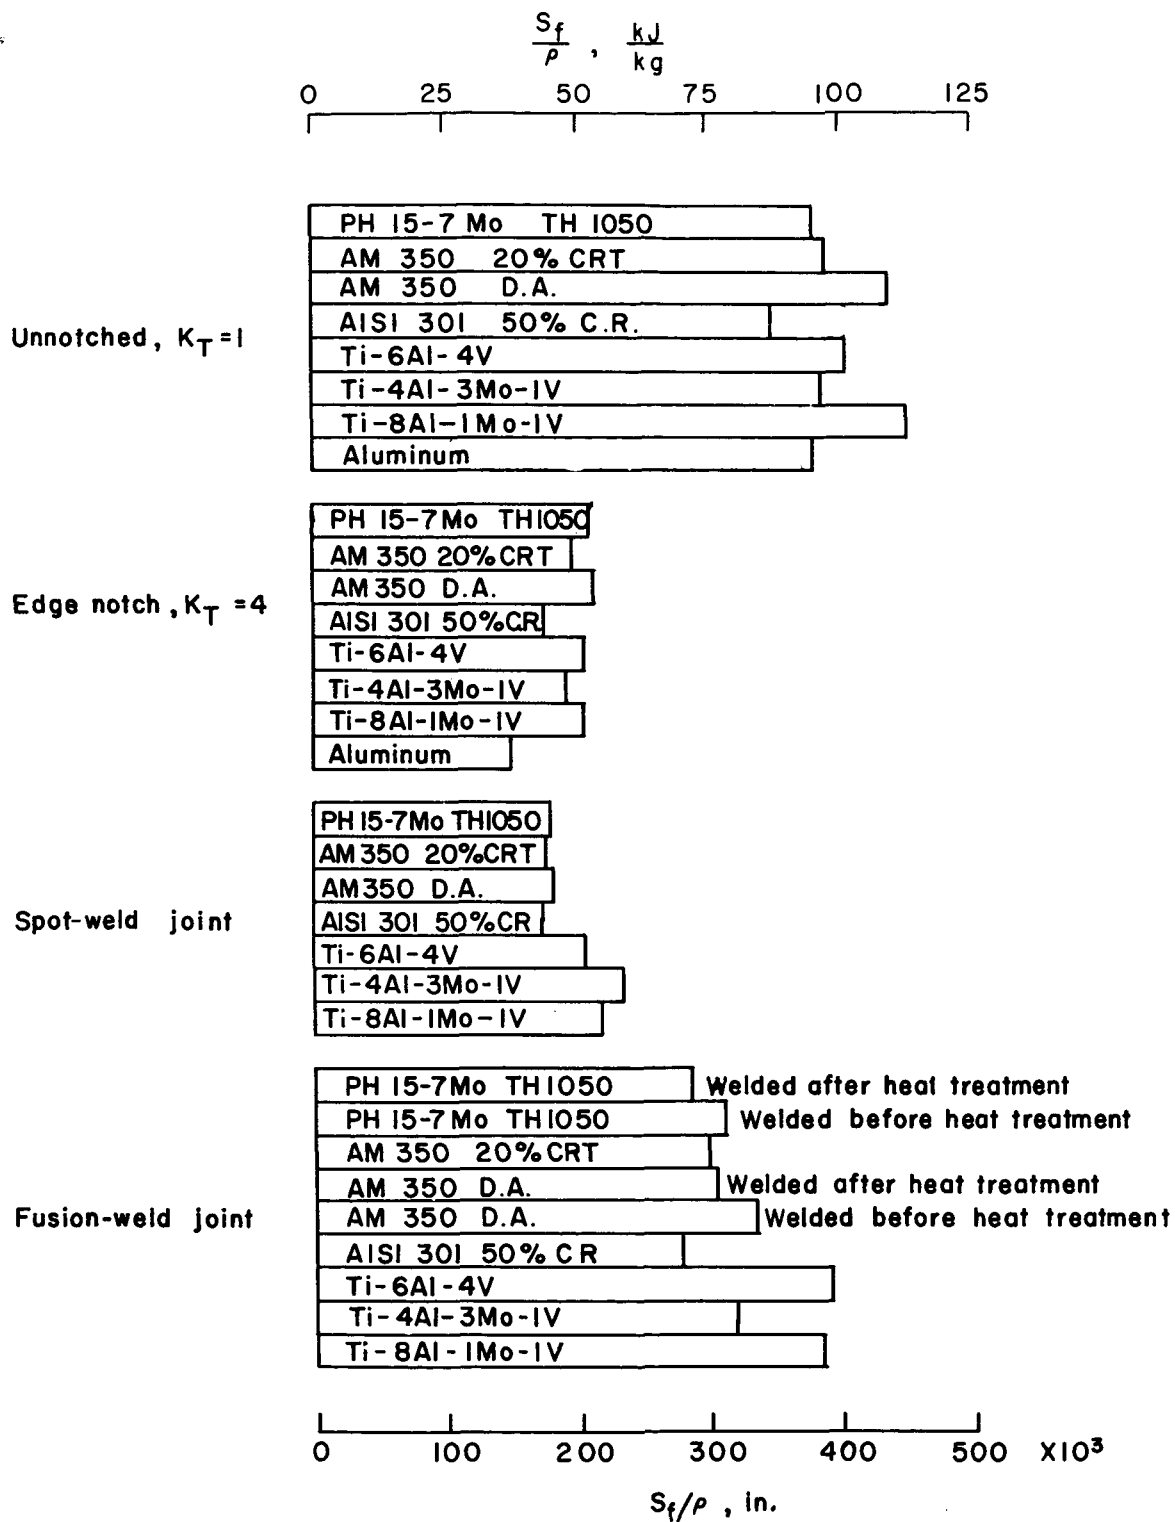 S_f/ρ , kJ/kg
0 25 50 75 100 125
PH 15-7 Mo TH 1050
AM 350 20% CRT
AM 350 D.A.
AISI 301 50% C.R.
Unnotched, K_T=1
Ti-6Al-4V
Ti-4Al-3Mo-1V
Ti-8Al-1Mo-1V
Aluminum
PH 15-7Mo TH1050
AM 350 20% CRT
AM 350 D.A.
Edge notch, K_T=4
AISI 301 50% CR
Ti-6Al-4V
Ti-4Al-3Mo-1V
Ti-8Al-1Mo-1V
Aluminum
PH 15-7Mo TH1050
AM 350 20% CRT
AM 350 D.A.
Spot-weld joint
AISI 301 50% CR
Ti-6Al-4V
Ti-4Al-3Mo-1V
Ti-8Al-1Mo-1V
PH 15-7Mo TH1050 Welded after heat treatment
PH 15-7Mo TH1050 Welded before heat treatment
AM 350 20% CRT
AM 350 D.A. Welded after heat treatment
Fusion-weld joint AM 350 D.A. Welded before heat treatment
AISI 301 50% CR
Ti-6Al-4V
Ti-4Al-3Mo-1V
Ti-8Al-1Mo-1V
0 100 200 300 400 500 X10³
S_f/ρ , in.